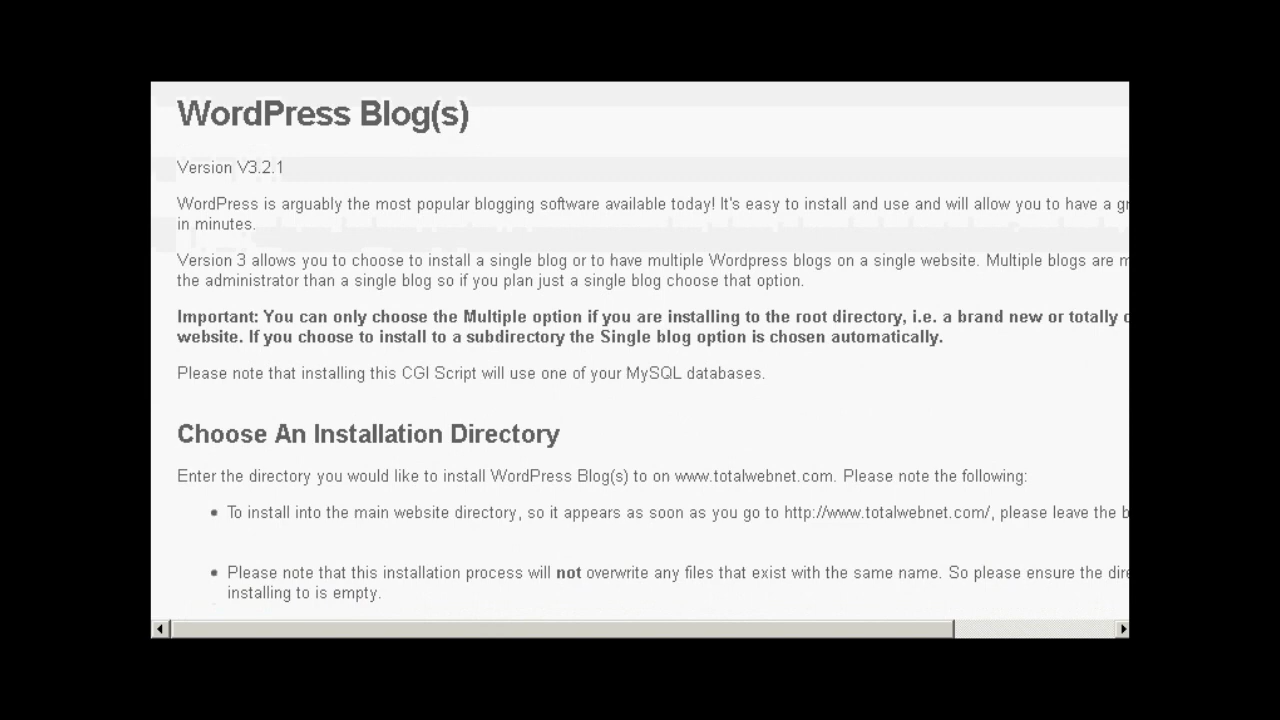 WordPress Blog(s)
Version V3.2.1
WordPress is arguably the most popular blogging software available today! It's easy to install and use and will allow you to have a
in minutes.
Version 3 allows you to choose to install a single blog or to have multiple Wordpress blogs on a single website. Multiple blogs are
the administrator than a single blog so if you plan just a single blog choose that option.
Important: You can only choose the Multiple option if you are installing to the root directory, i.e. a brand new or totally
website. If you choose to install to a subdirectory the Single blog option is chosen automatically.
Please note that installing this CGI Script will use one of your MySQL databases.
Choose An Installation Directory
Enter the directory you would like to install WordPress Blog(s) to on www.totalwebnet.com. Please note the following:
• To install into the main website directory, so it appears as soon as you go to http://www.totalwebnet.com/, please leave the
• Please note that this installation process will not overwrite any files that exist with the same name. So please ensure the
installing to is empty.